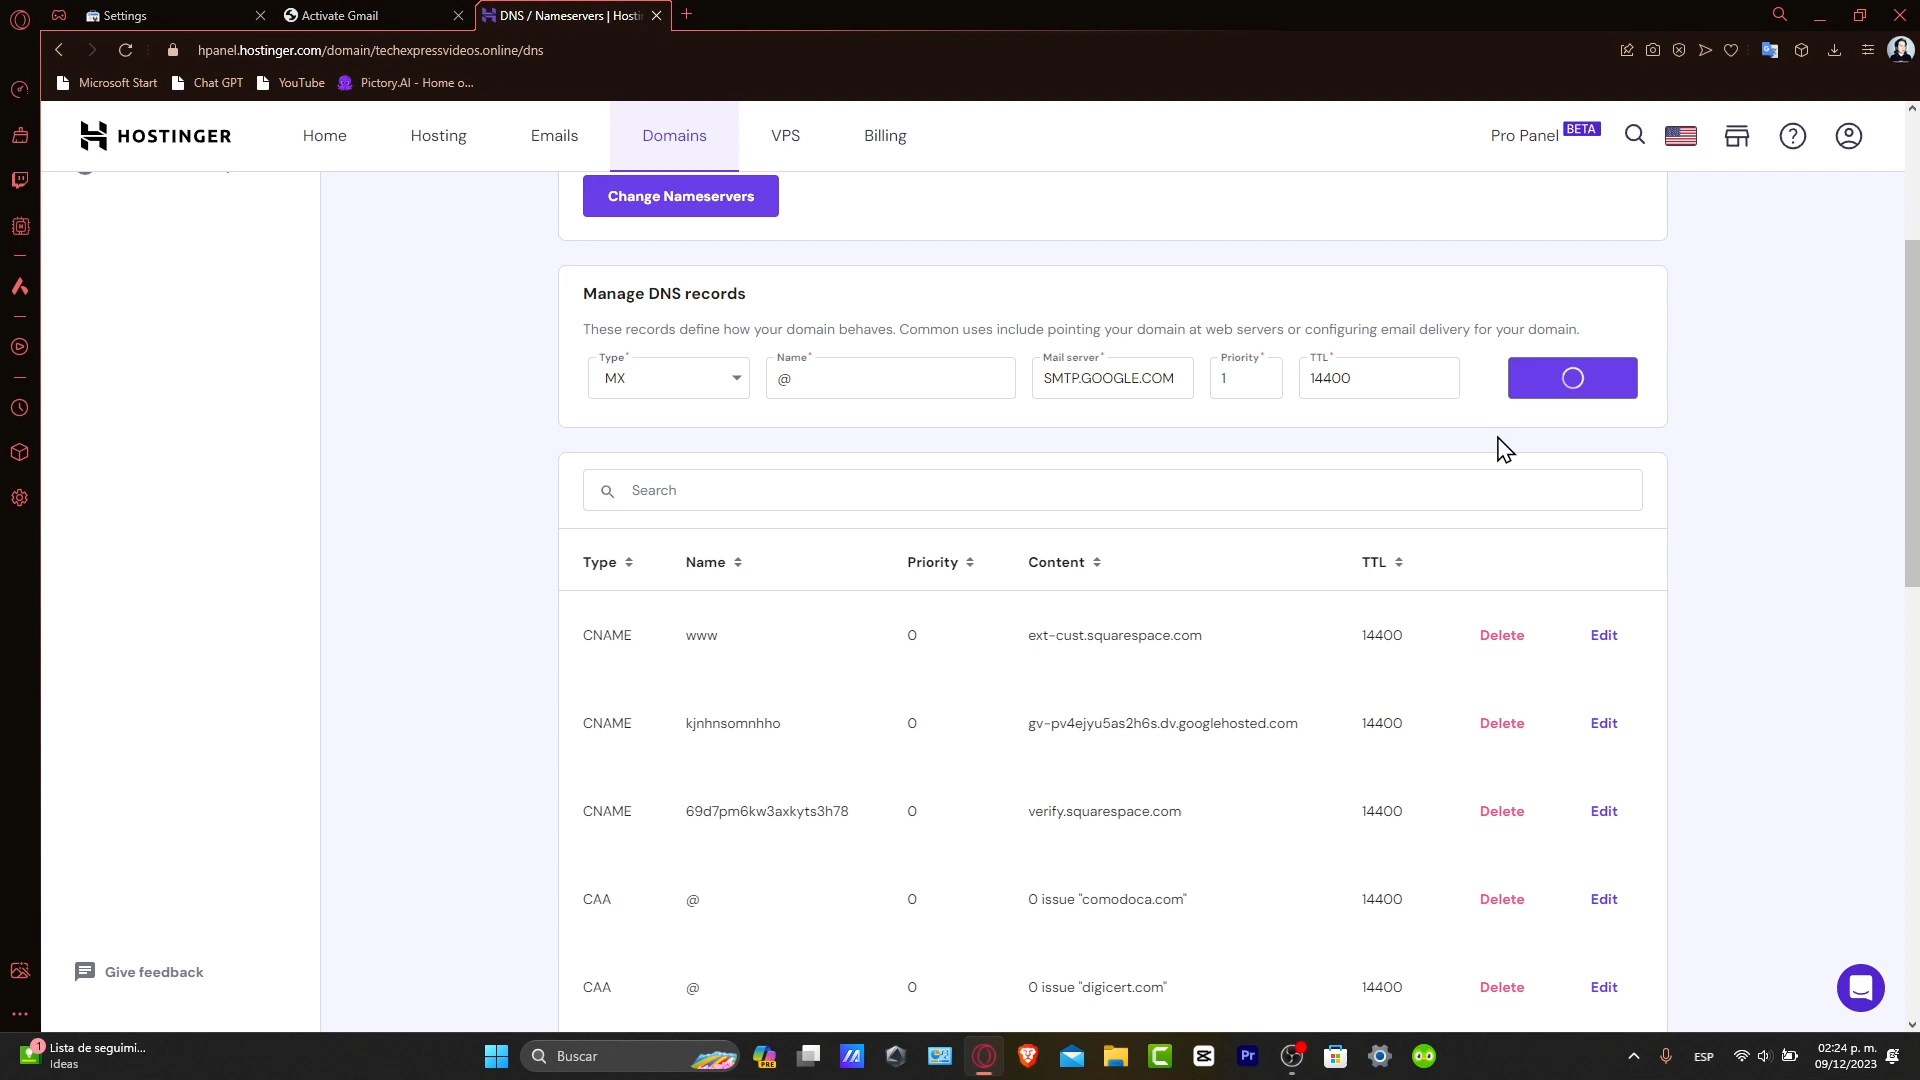 Settings
Activate Gmail
DNS / Nameservers | Hosti
hpanel.hostinger.com/domain/techexpressvideos.online/dns
Microsoft Start
Chat GPT
YouTube
Pictory.AI - Home o...
HOSTINGER
Home
Hosting
Emails
Domains
VPS
Billing
Pro Panel BETA
Change Nameservers
Manage DNS records
These records define how your domain behaves. Common uses include pointing your domain at web servers or configuring email delivery for your domain.
Type* Name* Mail server* Priority* TTL*
MX @ SMTP.GOOGLE.COM 1 14400
Search
Type Name Priority Content TTL
CNAME www 0 ext-cust.squarespace.com 14400 Delete Edit
CNAME kjnhnsomnhho 0 gv-pv4ejyu5as2h6s.dv.googlehosted.com 14400 Delete Edit
CNAME 69d7pm6kw3axkyts3h78 0 verify.squarespace.com 14400 Delete Edit
CAA @ 0 0 issue "comodoca.com" 14400 Delete Edit
CAA @ 0 0 issue "digicert.com" 14400 Delete Edit
Give feedback
1
Lista de seguimi...
Ideas
Buscar
PRE
Pr
ESP
02:24 p. m.
09/12/2023